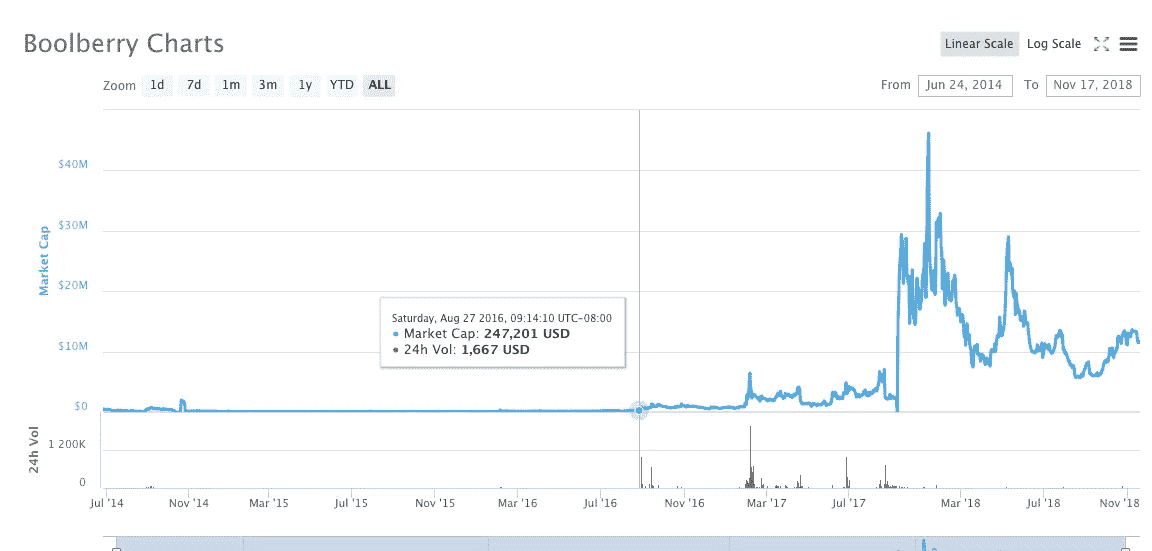 Boolberry Charts
Linear Scale Log Scale
Zoom 1d 7d 1m 3m 1y YTD ALL
From Jun 24, 2014 To Nov 17, 2018
$40M
$30M
$20M
$10M
$0
Market Cap
Saturday, Aug 27 2016, 09:14:10 UTC-08:00
Market Cap: 247,201 USD
24h Vol: 1,667 USD
24h Vol
1 200K
0
Jul '14 Nov '14 Mar '15 Jul '15 Nov '15 Mar '16 Jul '16 Nov '16 Mar '17 Jul '17 Mar '18 Jul '18 Nov '18